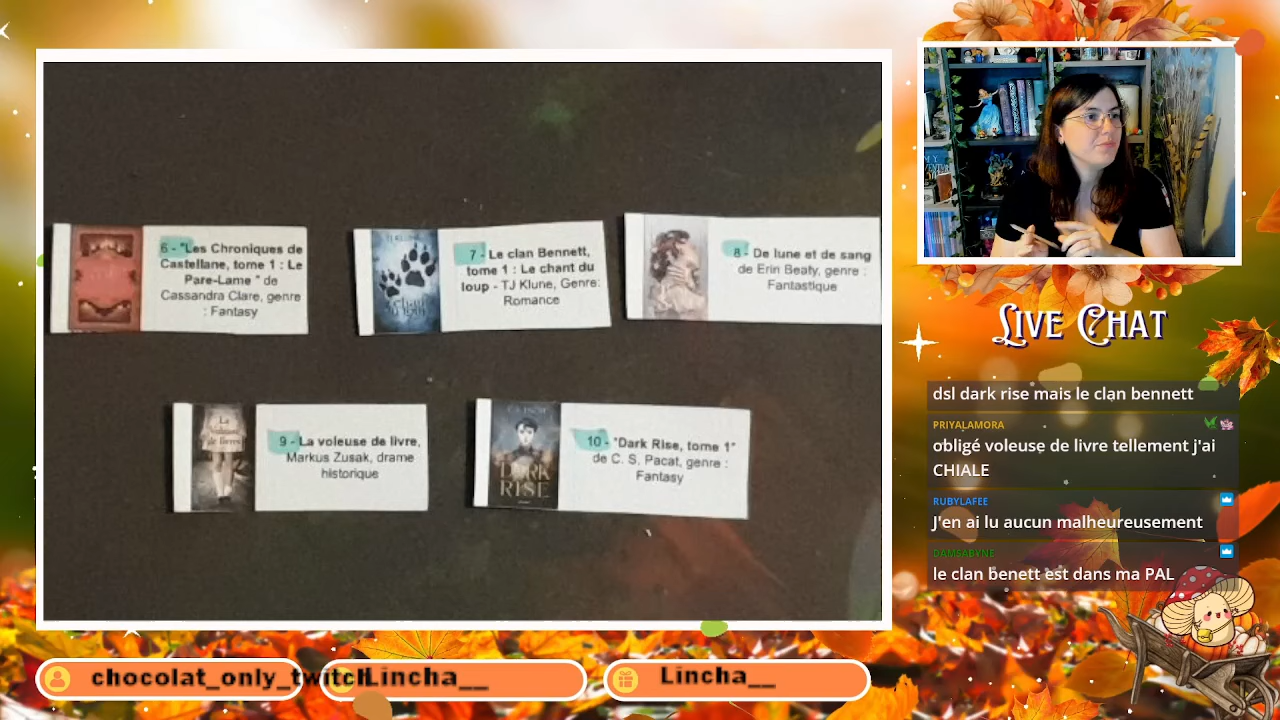 6 - "Les Chroniques de
Castellane, tome 1 : Le
Pare-Lame " de
Cassandra Clare, genre
: Fantasy
7 - Le clan Bennett,
tome 1 : Le chant du
loup - TJ Klune, Genre:
Romance
8 - De lune et de sang
de Erin Beaty, genre :
Fantastique
9 - La voleuse de livre,
Markus Zusak, drame
historique
10 - "Dark Rise, tome 1"
de C. S. Pacat, genre :
Fantasy
DARK
RISE
Live Chat
dsl dark rise mais le clan bennett
PRIYALAMORA
obligé voleuse de livre tellement j'ai
CHIALE
RUBYLAFEE
J'en ai lu aucun malheureusement
DAMSABYNE
le clan benett est dans ma PAL
chocolat_only_twitch
Lincha__
Lincha__